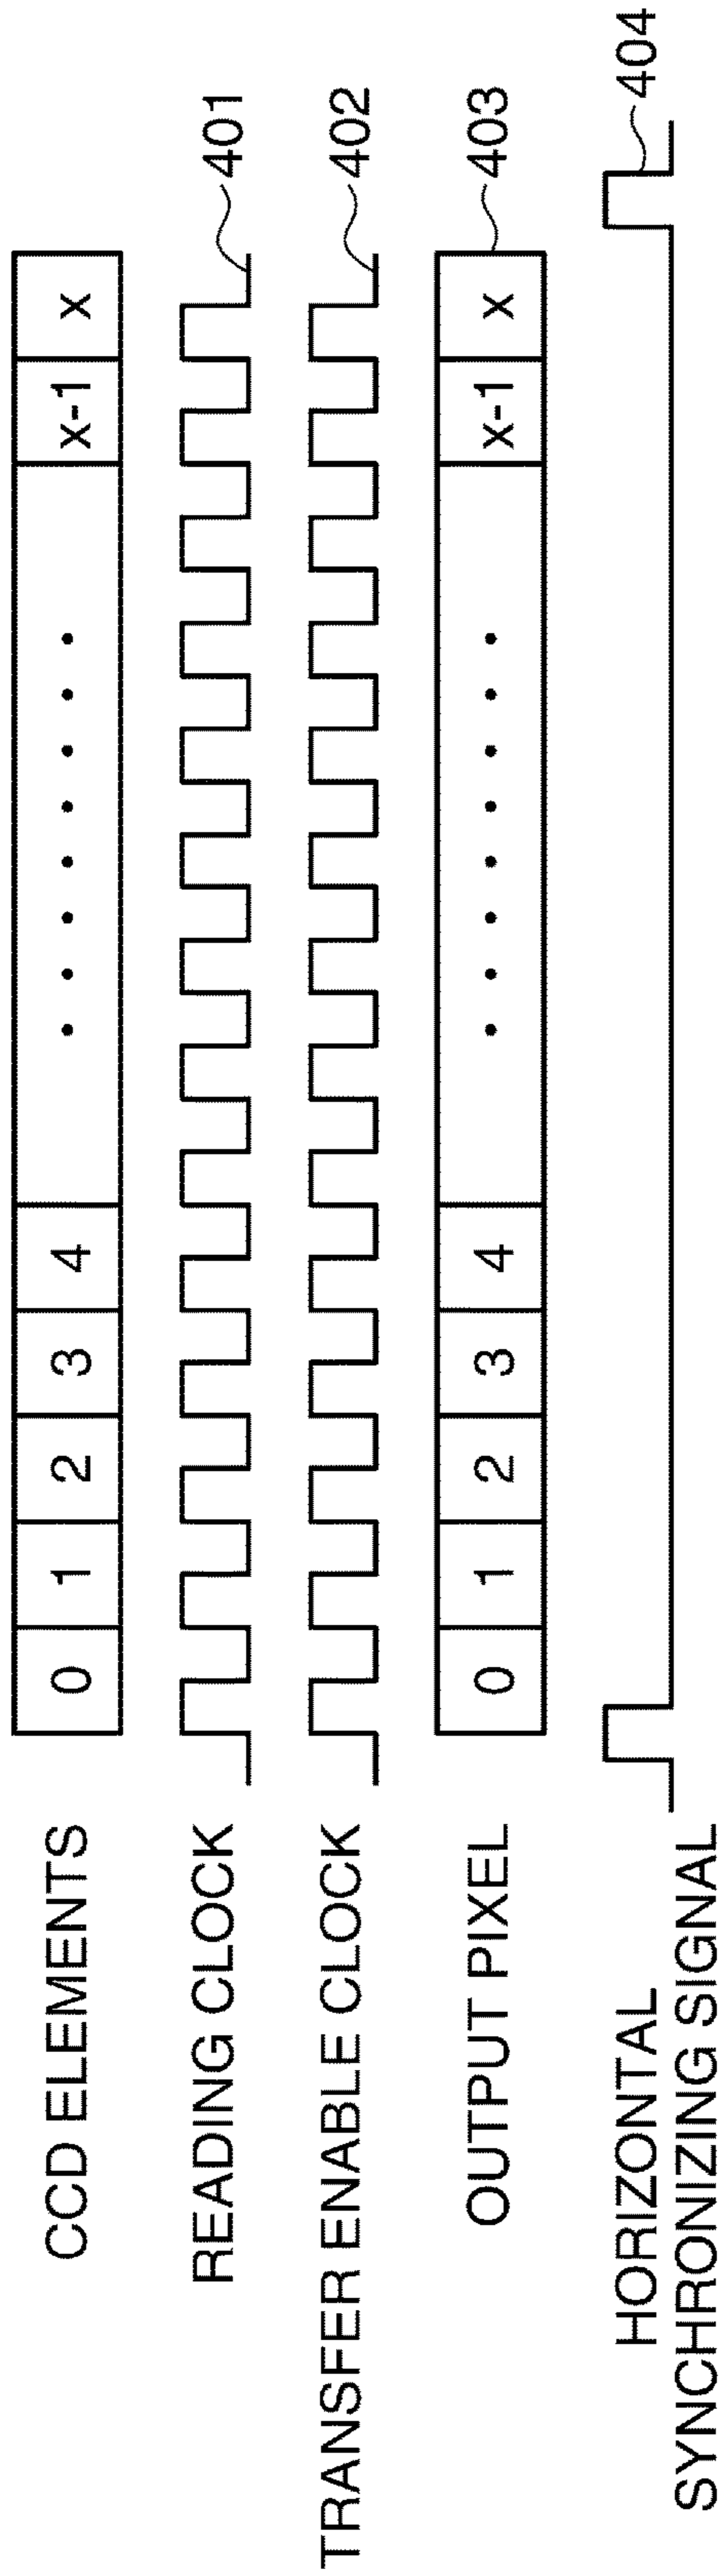 CCD ELEMENTS 0 1 2 3 4 • • • • • • • • x-1 x
READING CLOCK 401
TRANSFER ENABLE CLOCK 402
OUTPUT PIXEL 0 1 2 3 4 • • • • • • • • x-1 x 403
HORIZONTAL
SYNCHRONIZING SIGNAL 404